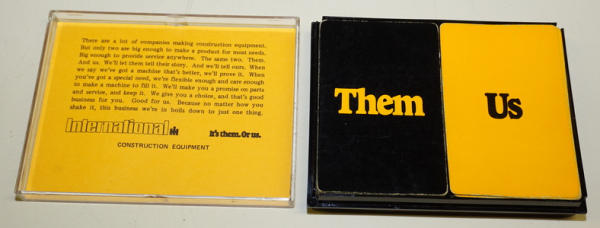 There are a lot of companies making construction equipment.
But only two are big enough to make a product for most needs.
Big enough to provide service anywhere. The same two. Them.
And us. We'll let them tell their story. And we'll tell ours. When
we say we've got a machine that's better, we'll prove it. When
you've got a special need, we're flexible enough and care enough
to make a machine to fill it. We'll make you a promise on parts
and service, and keep it. We give you a choice, and that's good
business for you. Good for us. Because no matter how you
shake it, this business we're in boils down to just one thing.
International IH
It's them. Or us.
CONSTRUCTION EQUIPMENT
Them
Us